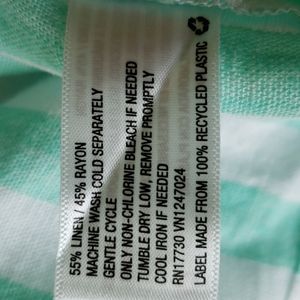 55% LINEN / 45% RAYON
MACHINE WASH COLD SEPARATELY
GENTLE CYCLE
ONLY NON-CHLORINE BLEACH IF NEEDED
TUMBLE DRY LOW, REMOVE PROMPTLY
COOL IRON IF NEEDED
RN17730 VN1247024
LABEL MADE FROM 100% RECYCLED PLASTIC